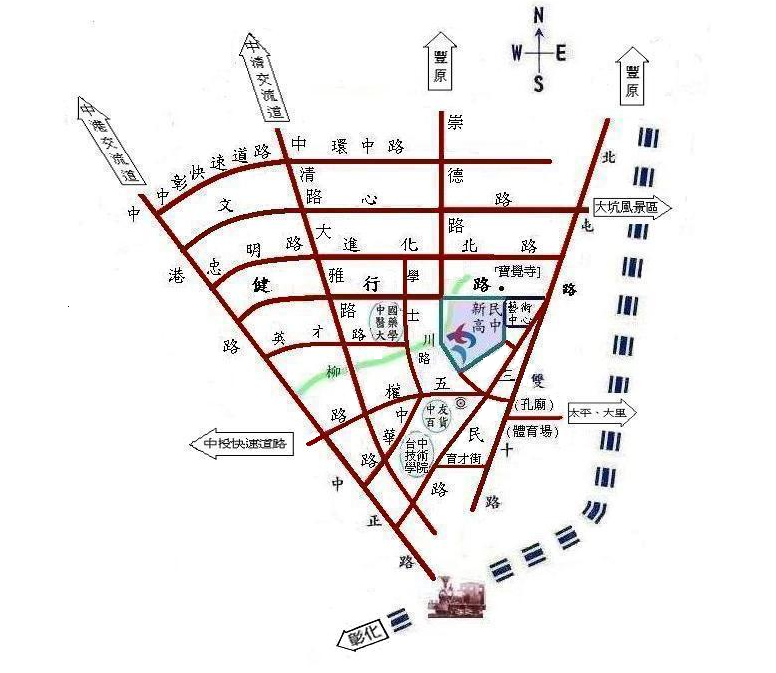 N
W E
S
中清交流道
豐原
豐原
中港交流道
中彰快速道路
中環中路
崇德路
北屯路
文心路
大坑風景區
中清路
大雅路
忠明路
進化北路
學士路
[寶覺寺]
健行路
中港路
新民高中
藝術中心
中國醫藥大學
英才路
柳川
五權路
三民路
雙十路
(孔廟)
太平、大里
(體育場)
中友百貨
中華路
台中技術學院
育才街
中投快速道路
中正路
彰化